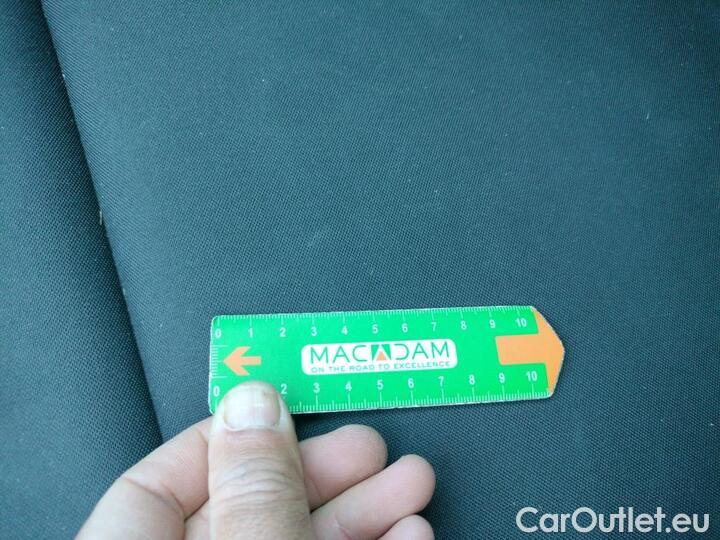 0 1 2 3 4 5 6 7 8 9 10
MACADAM
ON THE ROAD TO EXCELLENCE
0 2 3 4 5 6 7 8 9 10
CarOutlet.eu